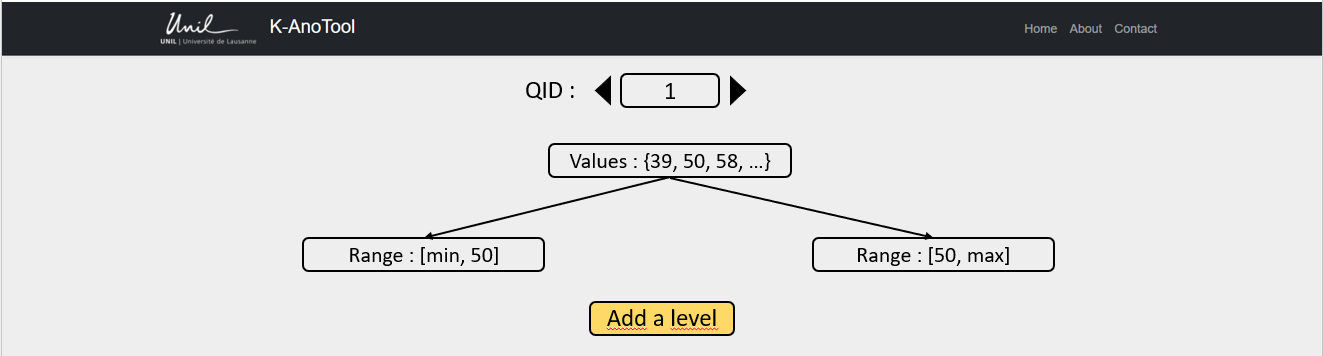 Unil
UNIL | Université de Lausanne
K-AnoTool
Home About Contact
QID : 1
Values : {39, 50, 58, ...}
Range : [min, 50] Range : [50, max]
Add a level